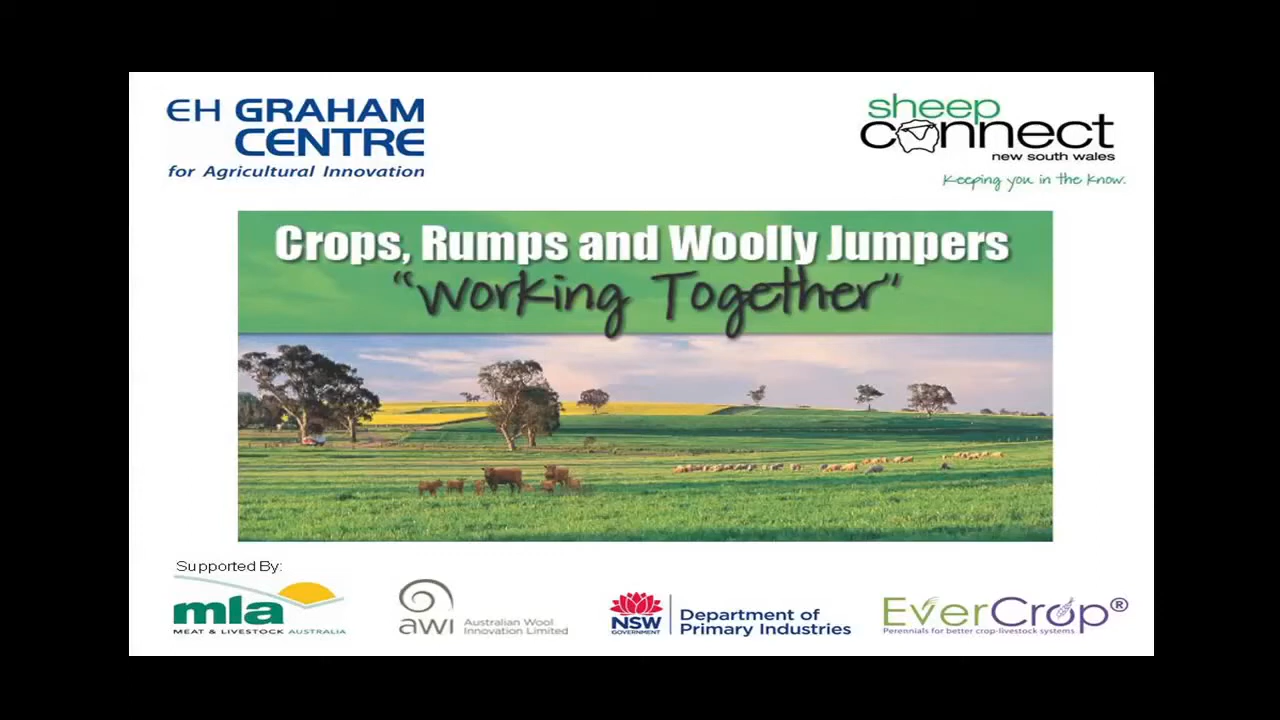 EH GRAHAM
CENTRE
for Agricultural Innovation
sheep
connect
new south wales
Keeping you in the know.
Crops, Rumps and Woolly Jumpers
"Working Together"
Supported By:
mla
MEAT & LIVESTOCK AUSTRALIA
awi
Australian Wool
Innovation Limited
NSW
GOVERNMENT
Department of
Primary Industries
EverCrop®
Perennials for better crop-livestock systems